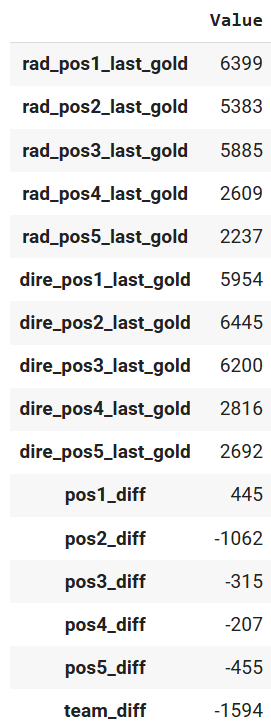 Value
rad_pos1_last_gold 6399
rad_pos2_last_gold 5383
rad_pos3_last_gold 5885
rad_pos4_last_gold 2609
rad_pos5_last_gold 2237
dire_pos1_last_gold 5954
dire_pos2_last_gold 6445
dire_pos3_last_gold 6200
dire_pos4_last_gold 2816
dire_pos5_last_gold 2692
pos1_diff 445
pos2_diff -1062
pos3_diff -315
pos4_diff -207
pos5_diff -455
team_diff -1594